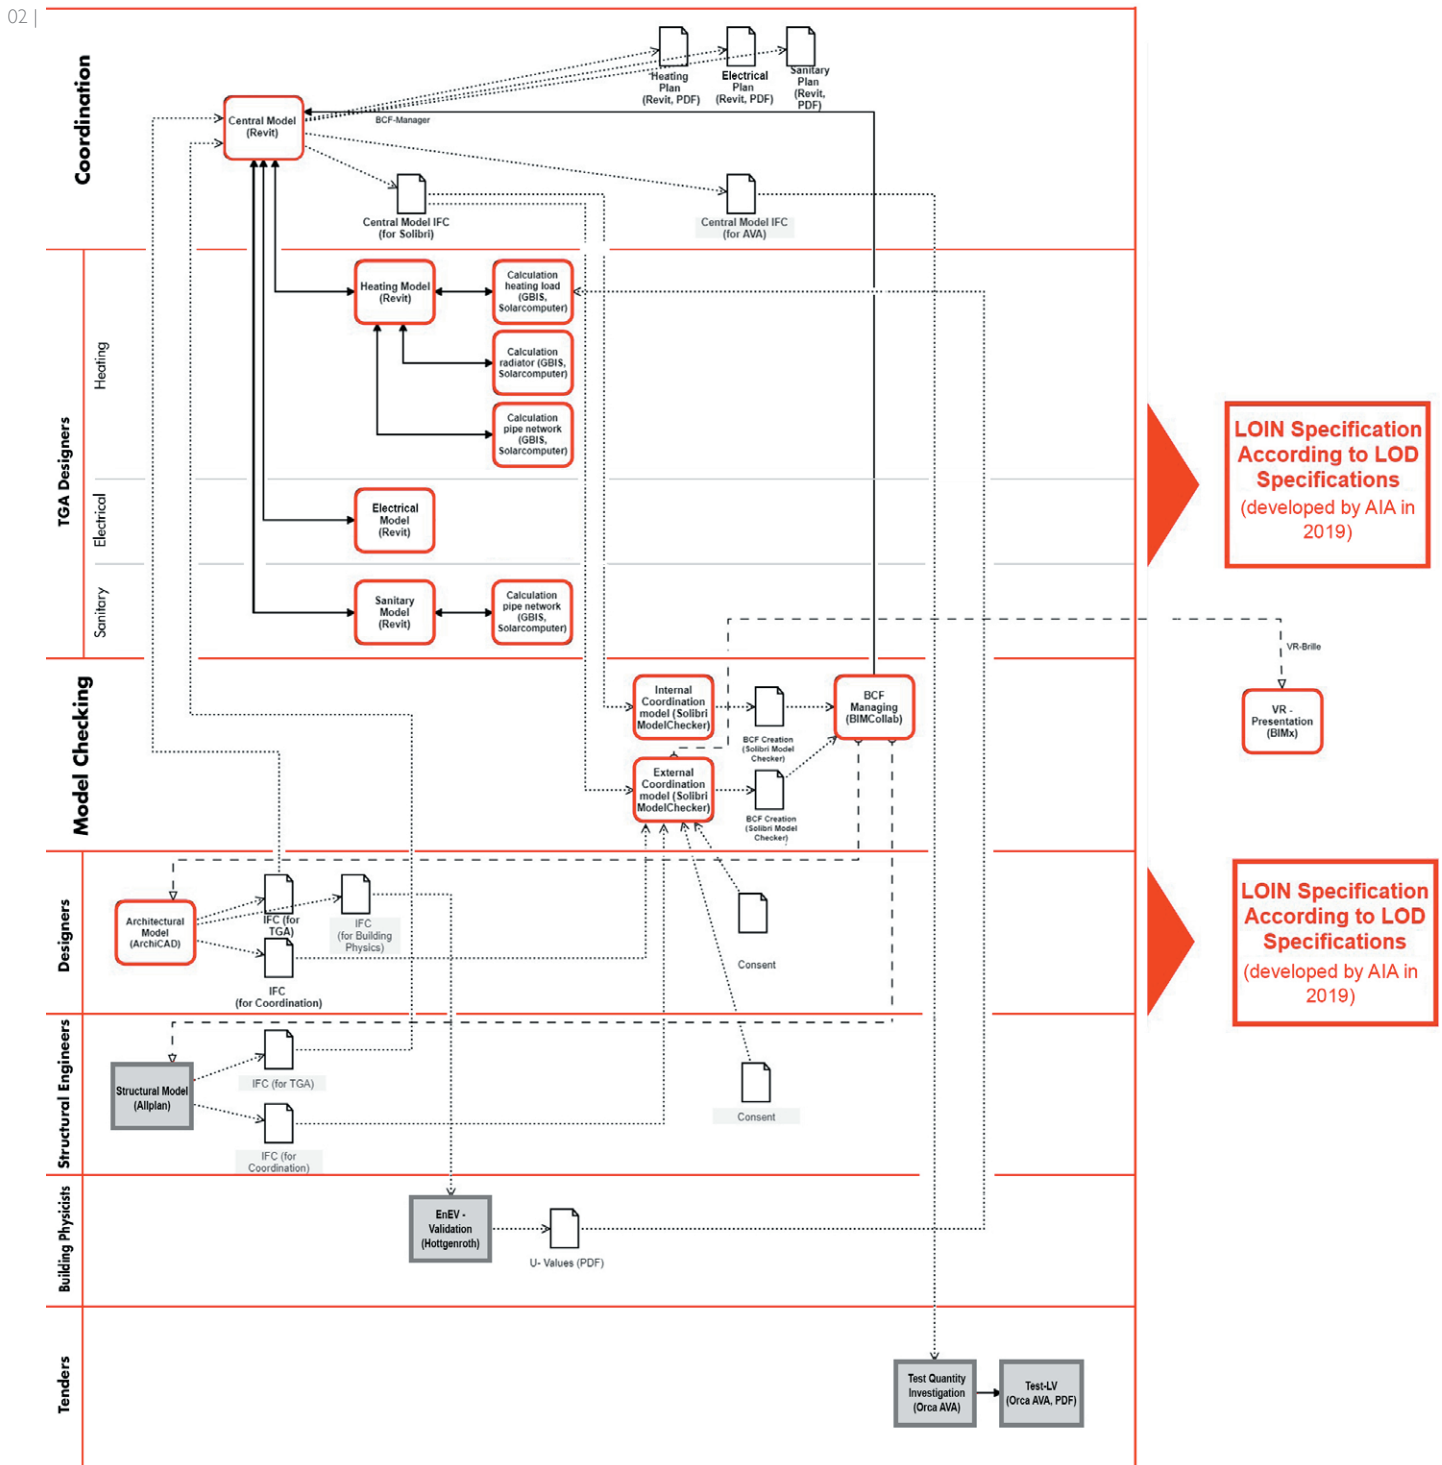 02 |
Coordination
Heating
Plan
(Revit, PDF)
Electrical
Plan
(Revit, PDF)
Sanitary
Plan
(Revit,
PDF)
Central Model
(Revit)
BCF-Manager
Central Model IFC
(for Solibri)
Central Model IFC
(for AVA)
TGA Designers
Heating
Heating Model
(Revit)
Calculation
heating load
(GBIS,
Solarcomputer)
Calculation
radiator (GBIS,
Solarcomputer)
Calculation
pipe network
(GBIS,
Solarcomputer)
Electrical
Electrical
Model
(Revit)
Sanitary
Sanitary
Model
(Revit)
Calculation
pipe network
(GBIS,
Solarcomputer)
LOIN Specification
According to LOD
Specifications
(developed by AIA in
2019)
VR-Brille
VR -
Presentation
(BIMx)
Model Checking
Internal
Coordination
model (Solibri
ModelChecker)
BCF Creation
(Solibri Model
Checker)
BCF
Managing
(BIMCollab)
External
Coordination
model (Solibri
ModelChecker)
BCF Creation
(Solibri Model
Checker)
Designers
Architectural
Model
(ArchiCAD)
IFC (for
TGA)
IFC
(for Building
Physics)
IFC
(for Coordination)
Consent
LOIN Specification
According to LOD
Specifications
(developed by AIA in
2019)
Structural Engineers
Structural Model
(Allplan)
IFC (for TGA)
IFC (for
Coordination)
Consent
Building Physicists
EnEV -
Validation
(Hottgenroth)
U- Values (PDF)
Tenders
Test Quantity
Investigation
(Orca AVA)
Test-LV
(Orca AVA, PDF)